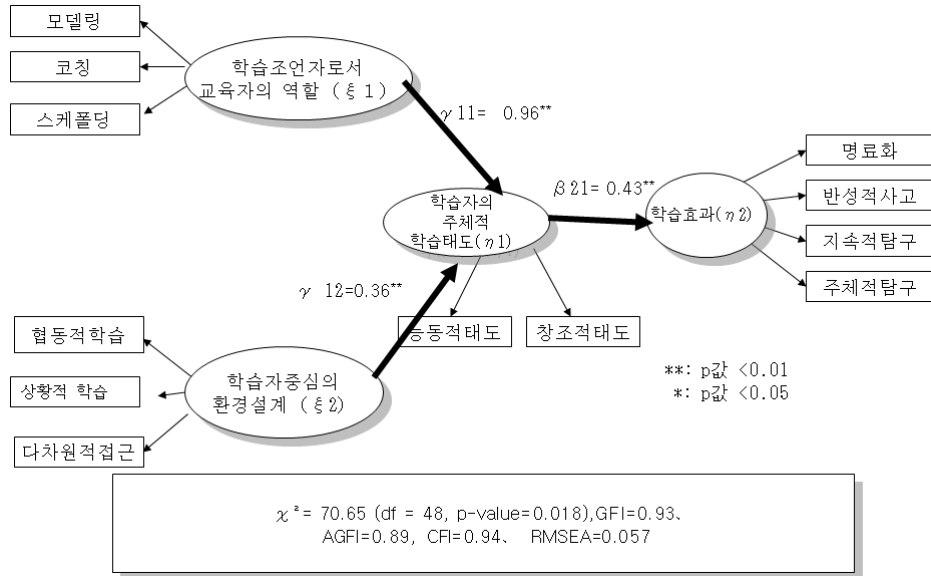 모델링
코칭
스케폴딩
학습조언자로서
교육자의 역할 (ξ1)
γ11= 0.96**
명료화
반성적사고
지속적탐구
주체적탐구
β21= 0.43**
학습효과(η2)
학습자의
주체적
학습태도(η1)
γ 12=0.36**
능동적태도
창조적태도
협동적학습
상황적 학습
다차원적접근
학습자중심의
환경설계 (ξ2)
**: p값 <0.01
*: p값 <0.05
χ²= 70.65 (df = 48, p-value=0.018),GFI=0.93、
AGFI=0.89, CFI=0.94、 RMSEA=0.057